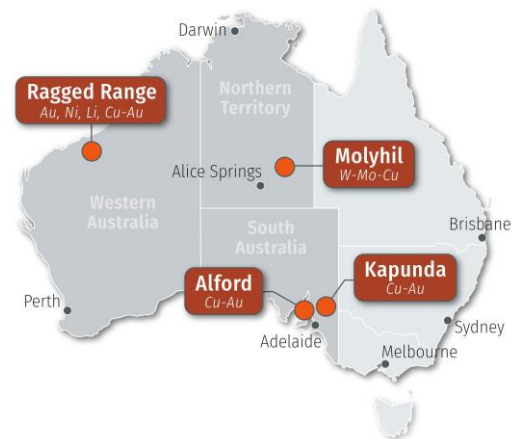 Darwin
Ragged Range
Au, Ni, Li, Cu-Au
Northern
Territory
Molyhil
W-Mo-Cu
Alice Springs
Western
Australia
South
Australia
Brisbane
Alford
Cu-Au
Kapunda
Cu-Au
Perth
Adelaide
Sydney
Melbourne